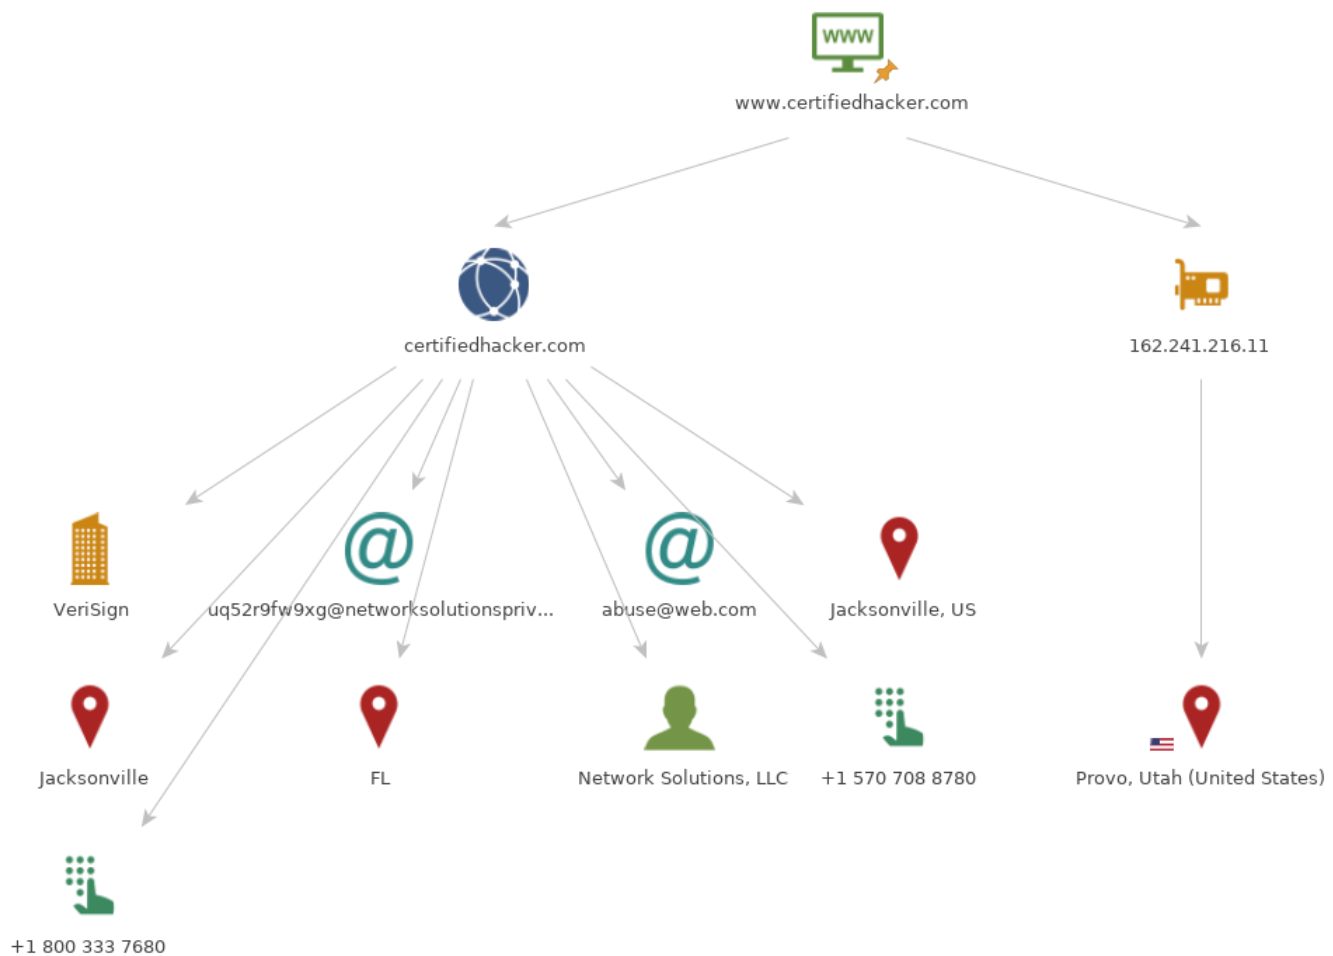 WWW
www.certifiedhacker.com
certifiedhacker.com
162.241.216.11
VeriSign
uq52r9fw9xg@networksolutionspriv...
abuse@web.com
Jacksonville, US
Jacksonville
FL
Network Solutions, LLC
+1 570 708 8780
Provo, Utah (United States)
+1 800 333 7680